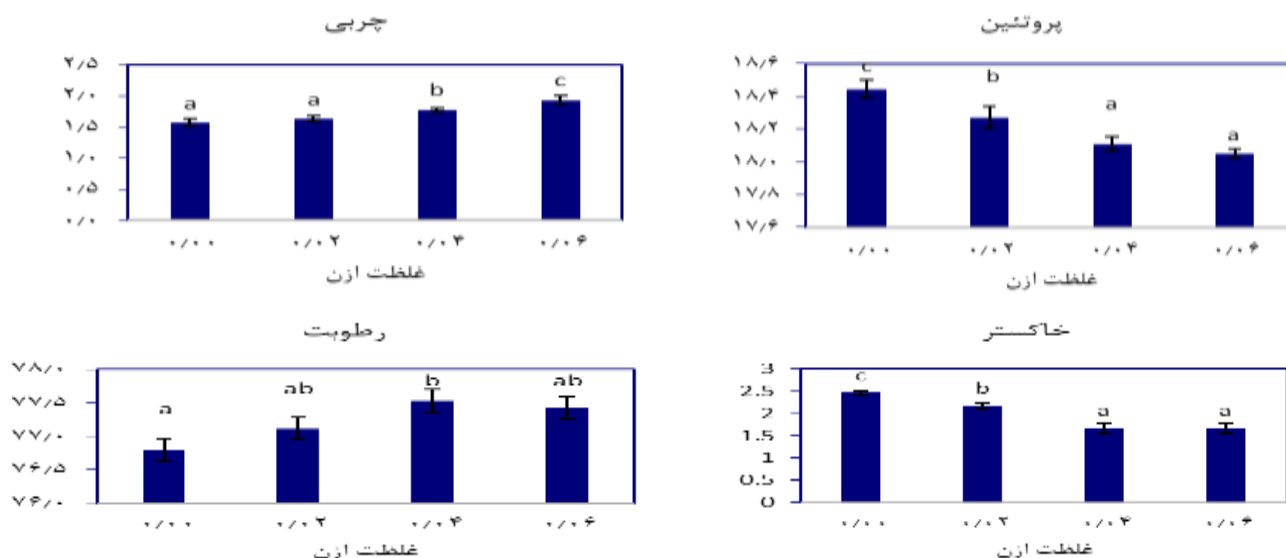 چربی
۲٫۵
۲٫۰
۱٫۵
۱٫۰
۰٫۵
۰٫۰
a
a
b
c
۰٫۰۰ ۰٫۰۲ ۰٫۰۴ ۰٫۰۶
غلظت ازن
پروتئین
۱۸٫۶
۱۸٫۴
۱۸٫۲
۱۸٫۰
۱۷٫۸
۱۷٫۶
c
b
a
a
۰٫۰۰ ۰٫۰۲ ۰٫۰۴ ۰٫۰۶
غلظت ازن
رطوبت
۷۸٫۰
۷۷٫۵
۷۷٫۰
۷۶٫۵
۷۶٫۰
a
ab
b
ab
۰٫۰۰ ۰٫۰۲ ۰٫۰۴ ۰٫۰۶
غلظت ازن
خاکستر
3
2.5
2
1.5
1
0.5
0
c
b
a
a
۰٫۰۰ ۰٫۰۲ ۰٫۰۴ ۰٫۰۶
غلظت ازن